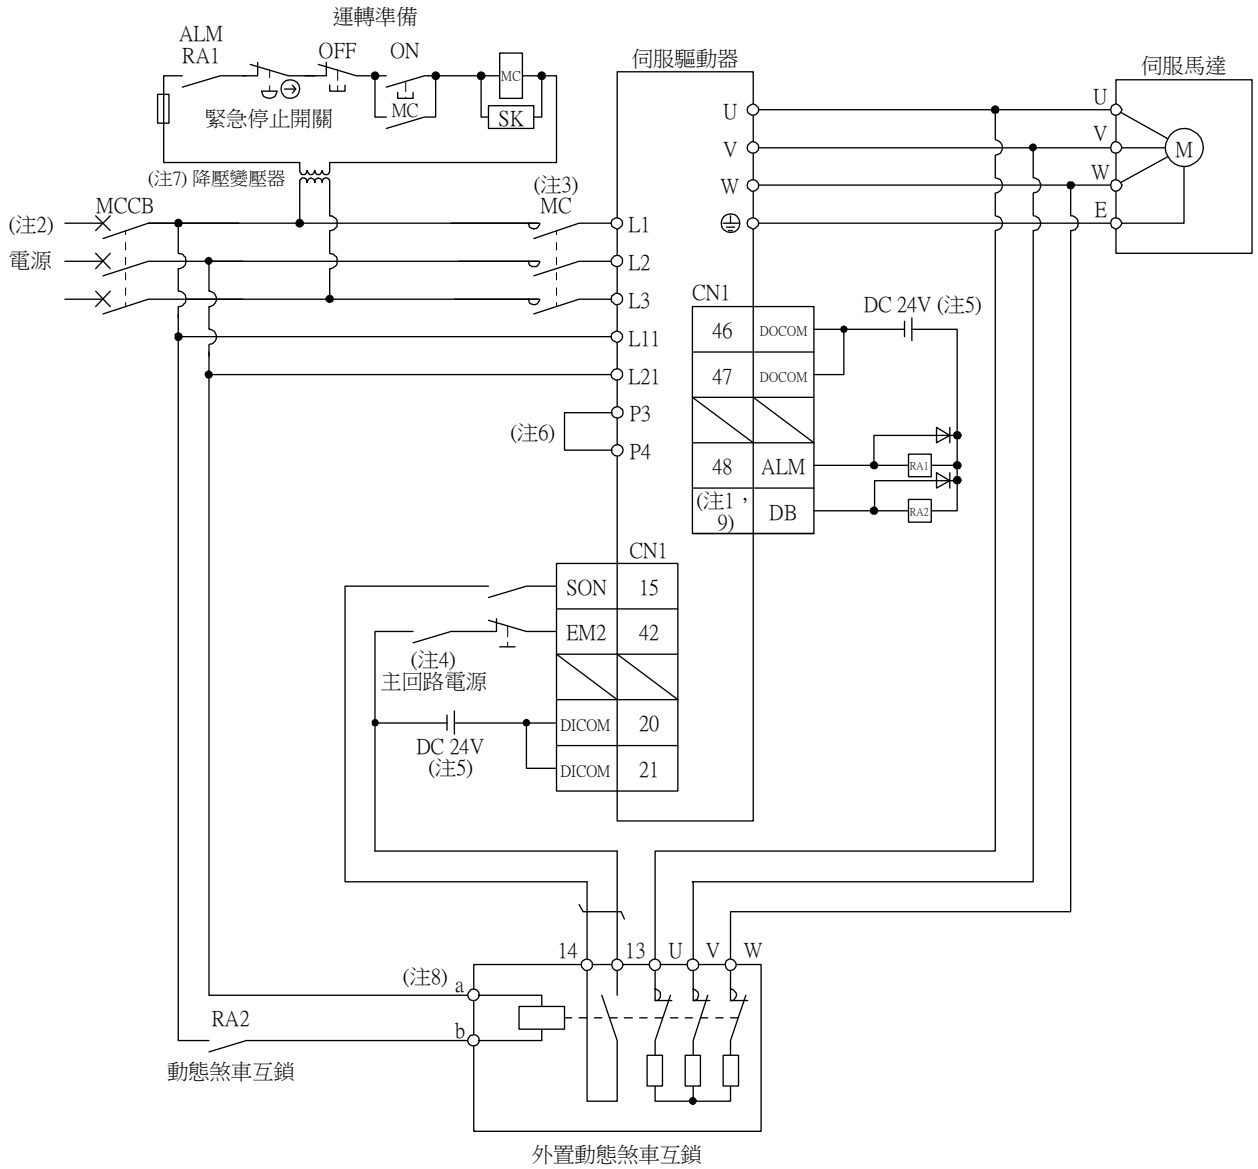 運轉準備
ALM
RA1
OFF
ON
MC
SK
MC
緊急停止開關
伺服驅動器
伺服馬達
U
V
W
U
V
W
E
M
(注7) 降壓變壓器
MCCB
(注3)
MC
(注2)
電源
L1
L2
L3
L11
L21
P3
P4
(注6)
CN1
46 DOCOM
47 DOCOM
48 ALM
(注1，
9)
DB
DC 24V (注5)
RA1
RA2
CN1
SON 15
EM2 42
DICOM 20
DICOM 21
(注4)
主回路電源
DC 24V
(注5)
14
13
U
V
W
(注8)
a
b
RA2
動態煞車互鎖
外置動態煞車互鎖